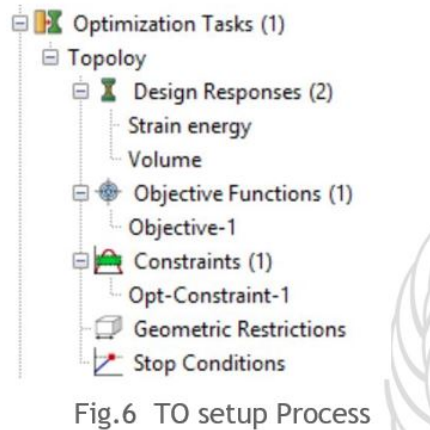 Optimization Tasks (1)
Topoloy
Design Responses (2)
Strain energy
Volume
Objective Functions (1)
Objective-1
Constraints (1)
Opt-Constraint-1
Geometric Restrictions
Stop Conditions
Fig.6 TO setup Process